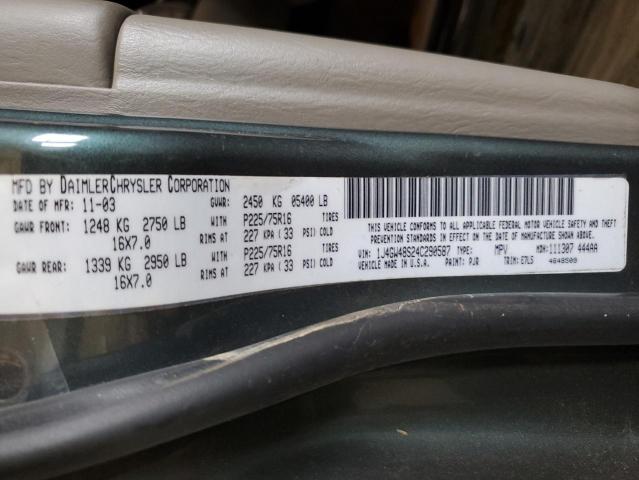 MFD BY DAIMLERCHRYSLER CORPORATION
DATE OF MFR: 11-03 GVWR: 2450 KG 05400 LB
GAWR FRONT: 1248 KG 2750 LB WITH P225/75R16 TIRES
16X7.0 RIMS AT 227 KPA ( 33 PSI) COLD
GAWR REAR: 1339 KG 2950 LB WITH P225/75R16 TIRES
16X7.0 RIMS AT 227 KPA ( 33 PSI) COLD
THIS VEHICLE CONFORMS TO ALL APPLICABLE FEDERAL MOTOR VEHICLE SAFETY AND THEFT
PREVENTION STANDARDS IN EFFECT ON THE DATE OF MANUFACTURE SHOWN ABOVE.
VIN: 1J4GW48S24C290587 TYPE: MPV MDH: 111307 444AA
VEHICLE MADE IN U.S.A. PAINT: PJR TRIM: E7L5 4648509